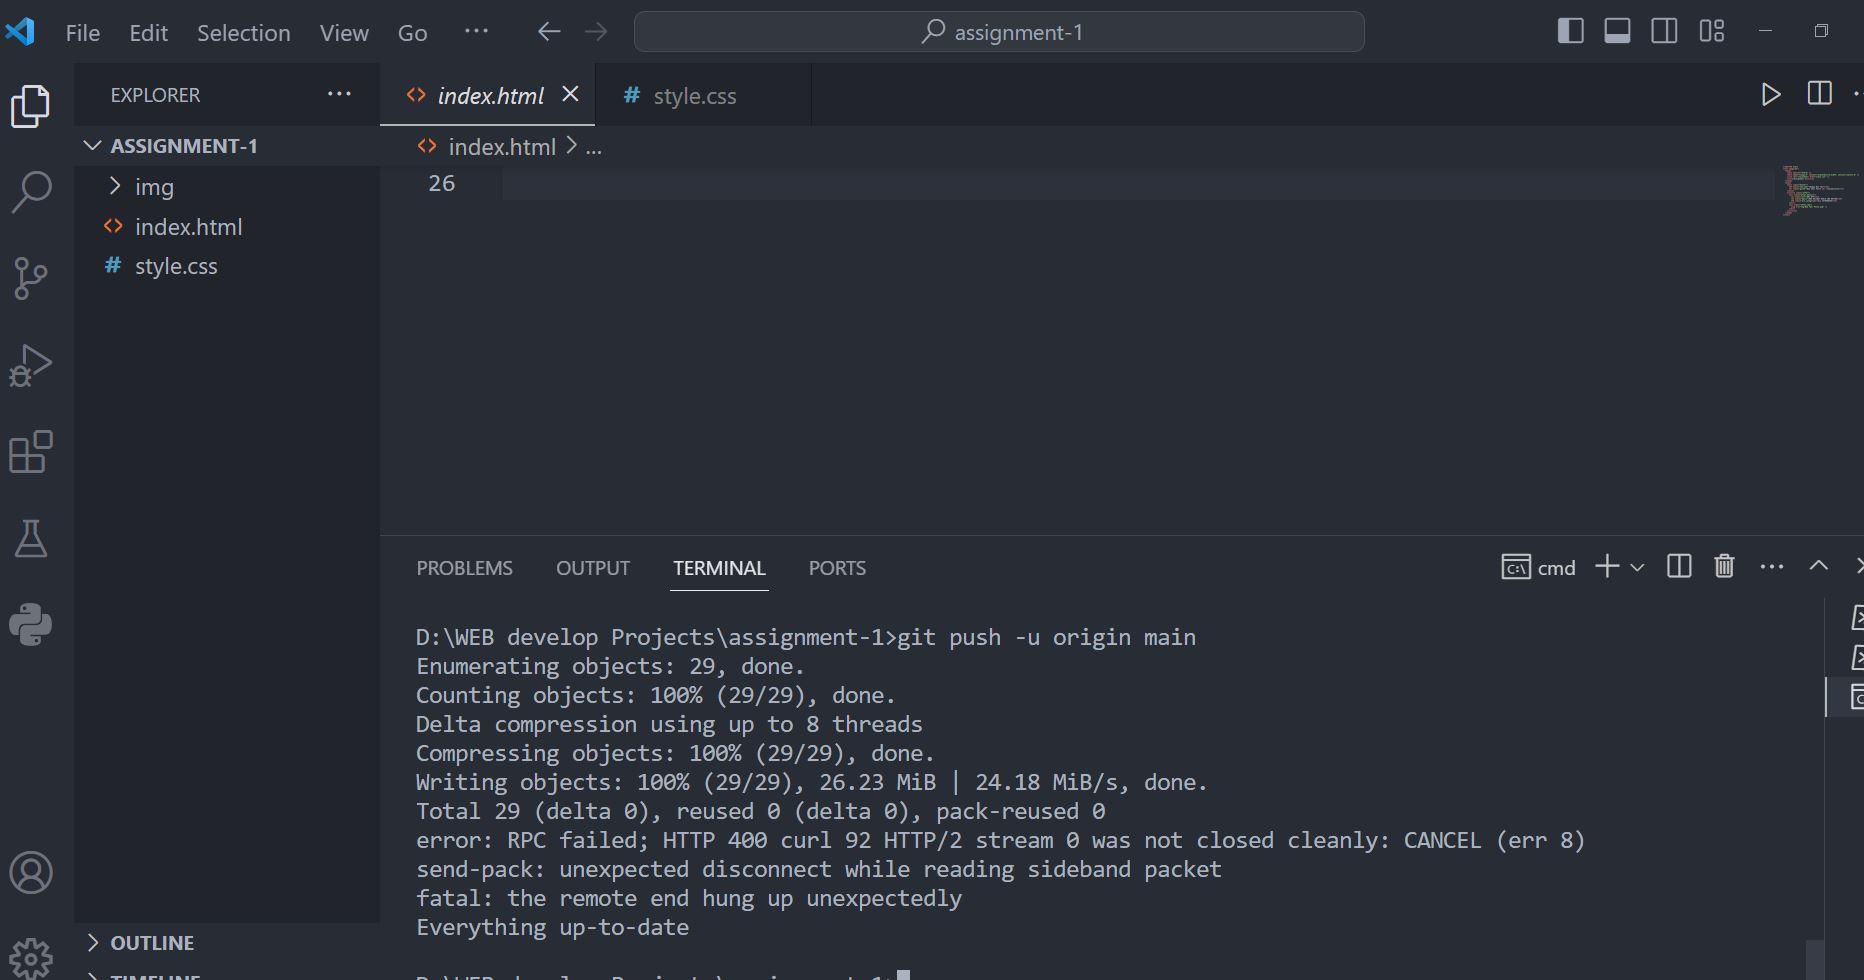 File Edit Selection View Go ... assignment-1
EXPLORER ...
index.html
style.css
ASSIGNMENT-1
index.html > ...
img
index.html
style.css
26
PROBLEMS OUTPUT TERMINAL PORTS
cmd
D:\WEB develop Projects\assignment-1>git push -u origin main
Enumerating objects: 29, done.
Counting objects: 100% (29/29), done.
Delta compression using up to 8 threads
Compressing objects: 100% (29/29), done.
Writing objects: 100% (29/29), 26.23 MiB | 24.18 MiB/s, done.
Total 29 (delta 0), reused 0 (delta 0), pack-reused 0
error: RPC failed; HTTP 400 curl 92 HTTP/2 stream 0 was not closed cleanly: CANCEL (err 8)
send-pack: unexpected disconnect while reading sideband packet
fatal: the remote end hung up unexpectedly
Everything up-to-date
OUTLINE
TIMELINE
D:\WEB develop Projects\assignment-1>